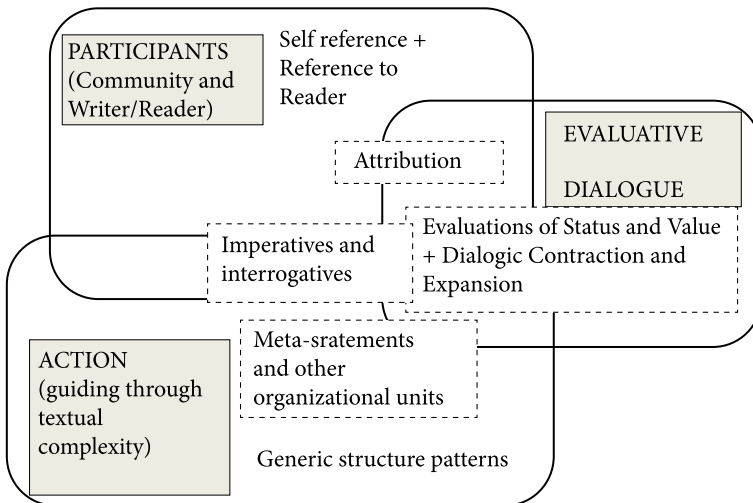 PARTICIPANTS
(Community and
Writer/Reader)
Self reference +
Reference to
Reader
Attribution
EVALUATIVE
DIALOGUE
Imperatives and
interrogatives
Evaluations of Status and Value
+ Dialogic Contraction and
Expansion
Meta-sratements
and other
organizational units
ACTION
(guiding through
textual
complexity)
Generic structure patterns